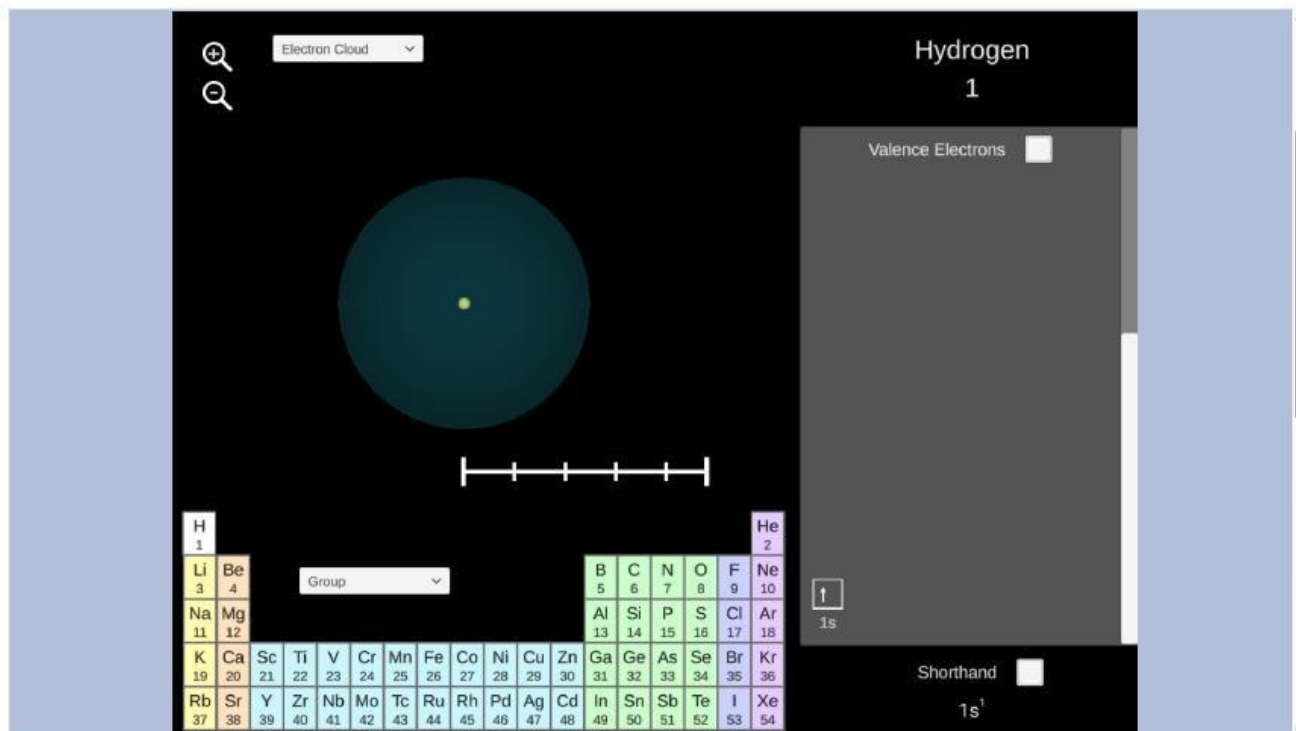 Electron Cloud
Hydrogen
1
Valence Electrons
H He
1 2
Li Be B C N O F Ne
3 4 5 6 7 8 9 10
Group
Na Mg Al Si P S Cl Ar
11 12 13 14 15 16 17 18
K Ca Sc Ti V Cr Mn Fe Co Ni Cu Zn Ga Ge As Se Br Kr
19 20 21 22 23 24 25 26 27 28 29 30 31 32 33 34 35 36
Rb Sr Y Zr Nb Mo Tc Ru Rh Pd Ag Cd In Sn Sb Te I Xe
37 38 39 40 41 42 43 44 45 46 47 48 49 50 51 52 53 54
↑
1s
Shorthand
1s¹